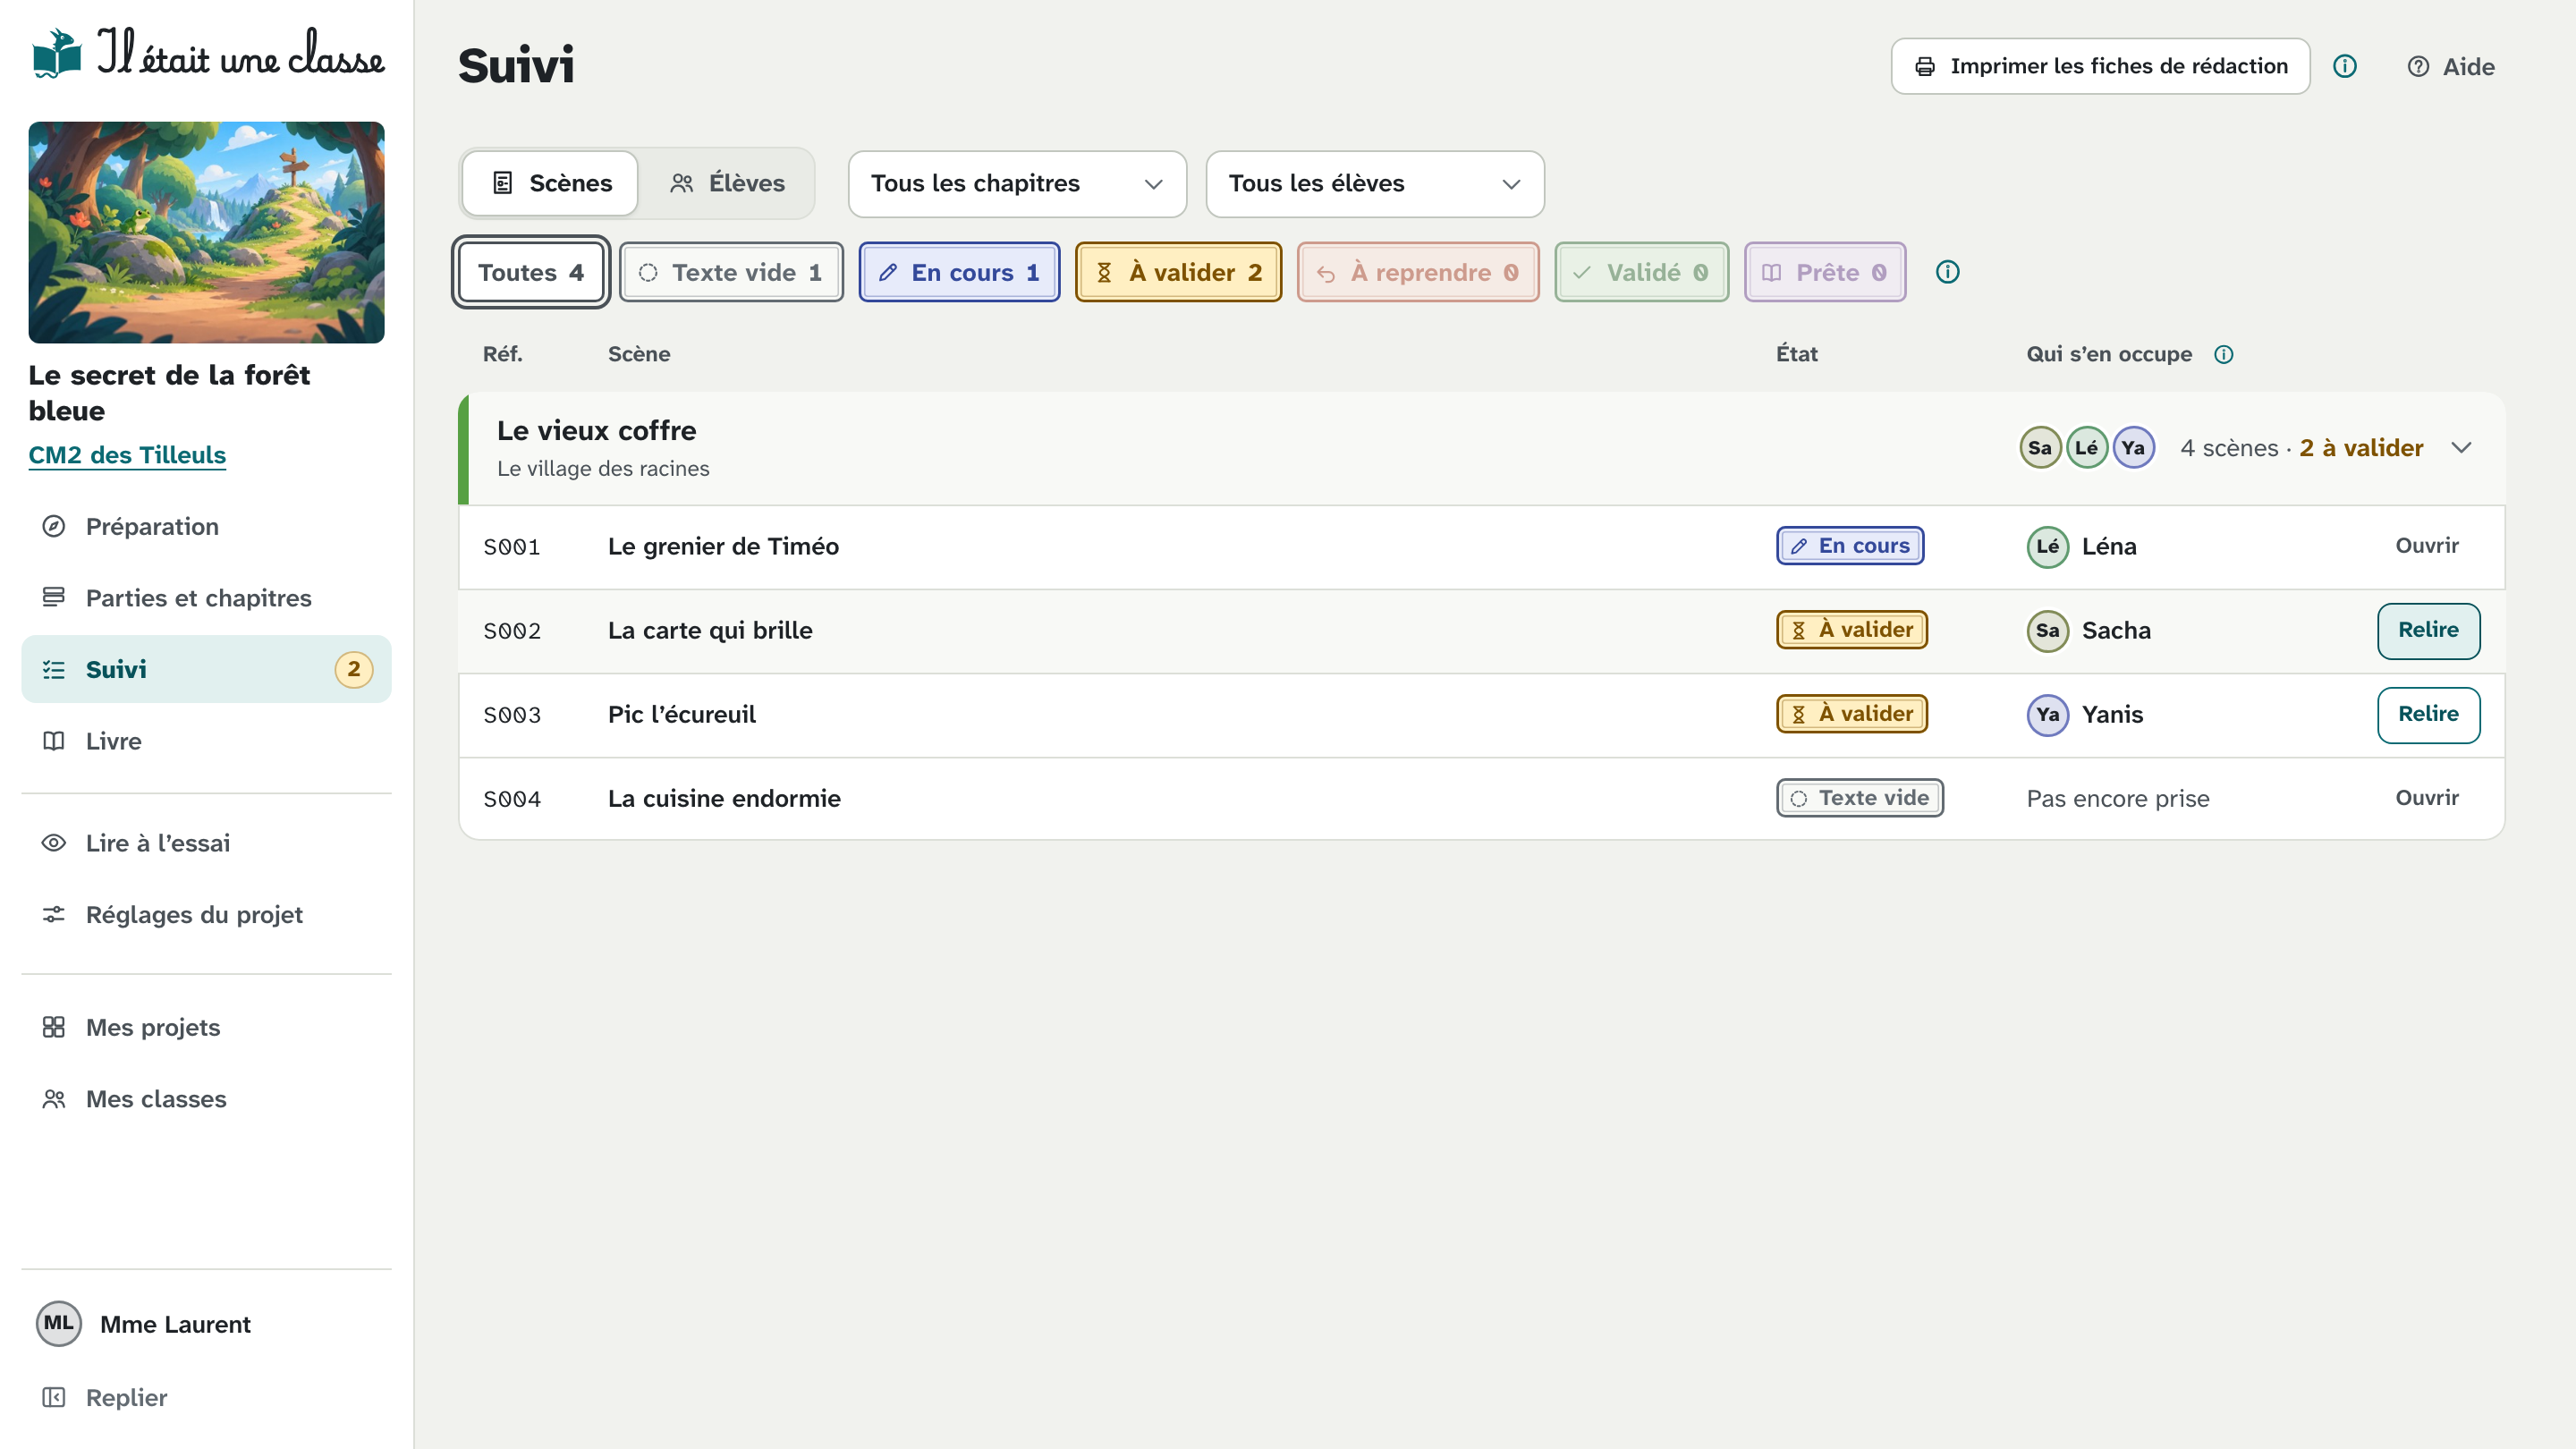 Il était une classe
Le secret de la forêt
bleue
CM2 des Tilleuls
Préparation
Parties et chapitres
Suivi 2
Livre
Lire à l’essai
Réglages du projet
Mes projets
Mes classes
ML Mme Laurent
Replier
Suivi
Imprimer les fiches de rédaction
Aide
Scènes
Élèves
Tous les chapitres
Tous les élèves
Toutes 4
Texte vide 1
En cours 1
À valider 2
À reprendre 0
Validé 0
Prête 0
Réf. Scène État Qui s’en occupe
Le vieux coffre
Le village des racines
Sa Lé Ya 4 scènes · 2 à valider
S001 Le grenier de Timéo En cours Lé Léna Ouvrir
S002 La carte qui brille À valider Sa Sacha Relire
S003 Pic l’écureuil À valider Ya Yanis Relire
S004 La cuisine endormie Texte vide Pas encore prise Ouvrir